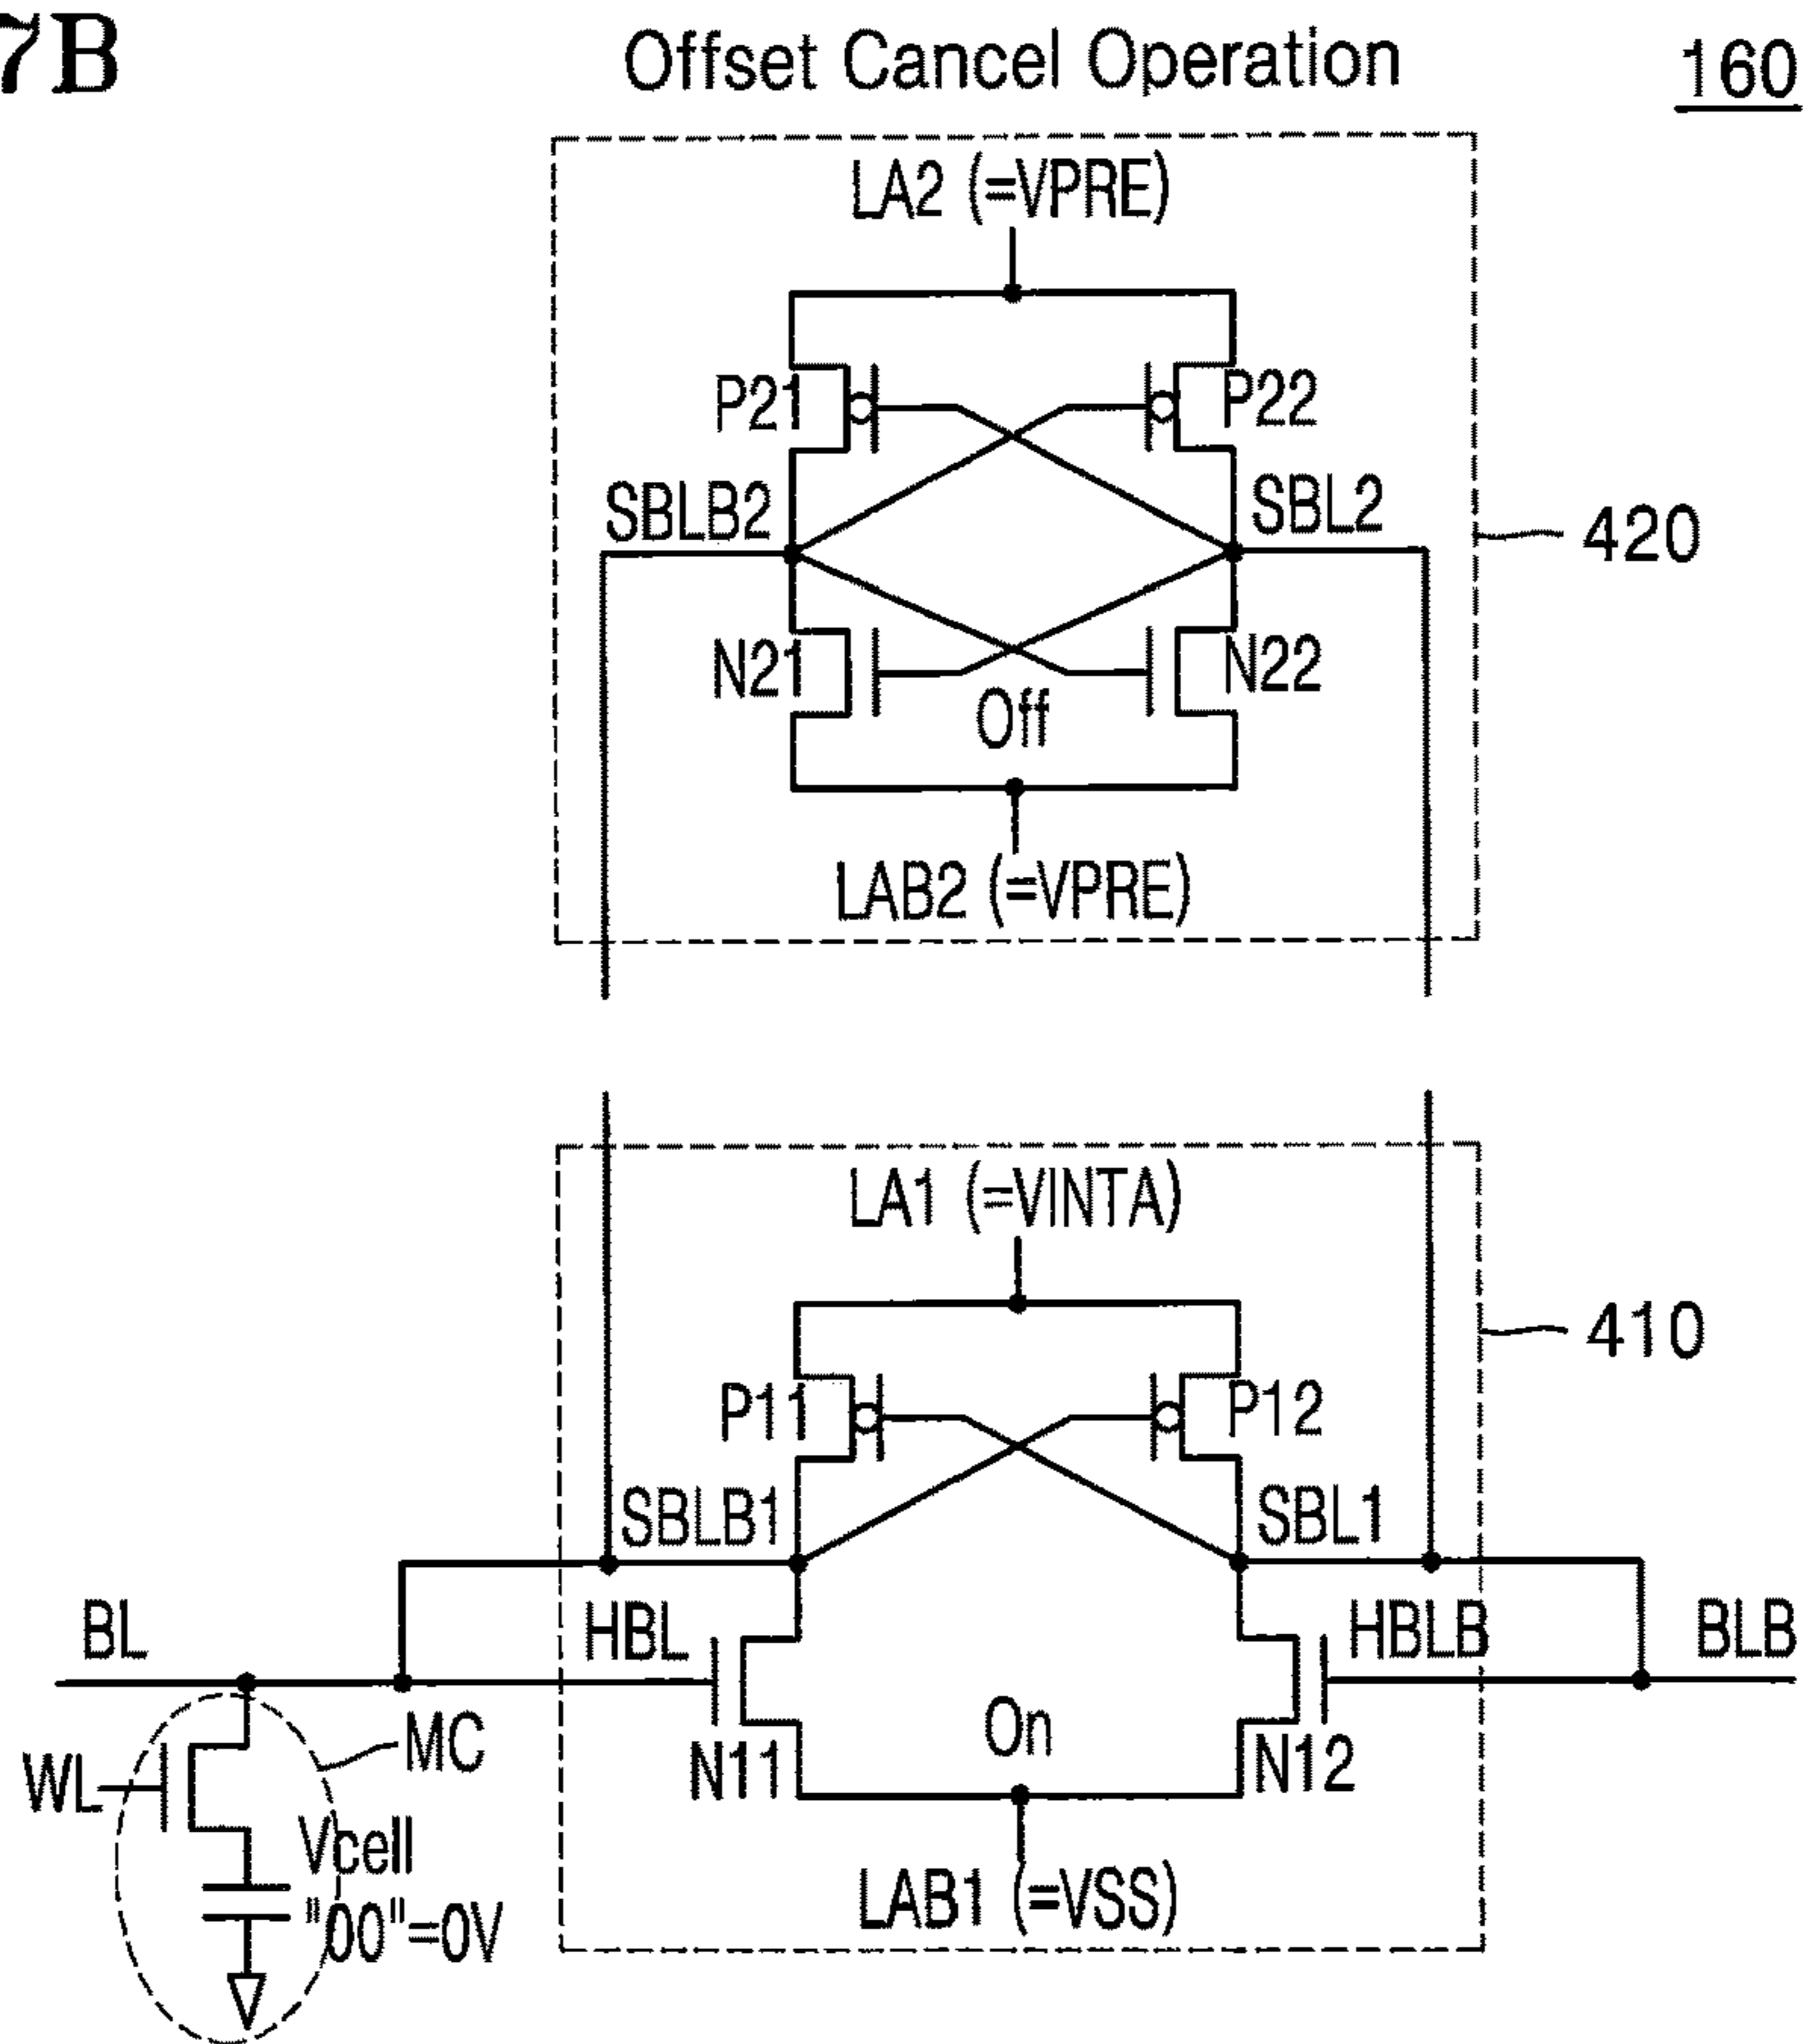 7B
Offset Cancel Operation
160
LA2 (=VPRE)
P21
P22
SBLB2
SBL2
420
N21
N22
Off
LAB2 (=VPRE)
LA1 (=VINTA)
410
P11
P12
SBLB1
SBL1
BL
HBL
HBLB
BLB
MC
On
WL
N11
N12
Vcell
"00"=0V
LAB1 (=VSS)